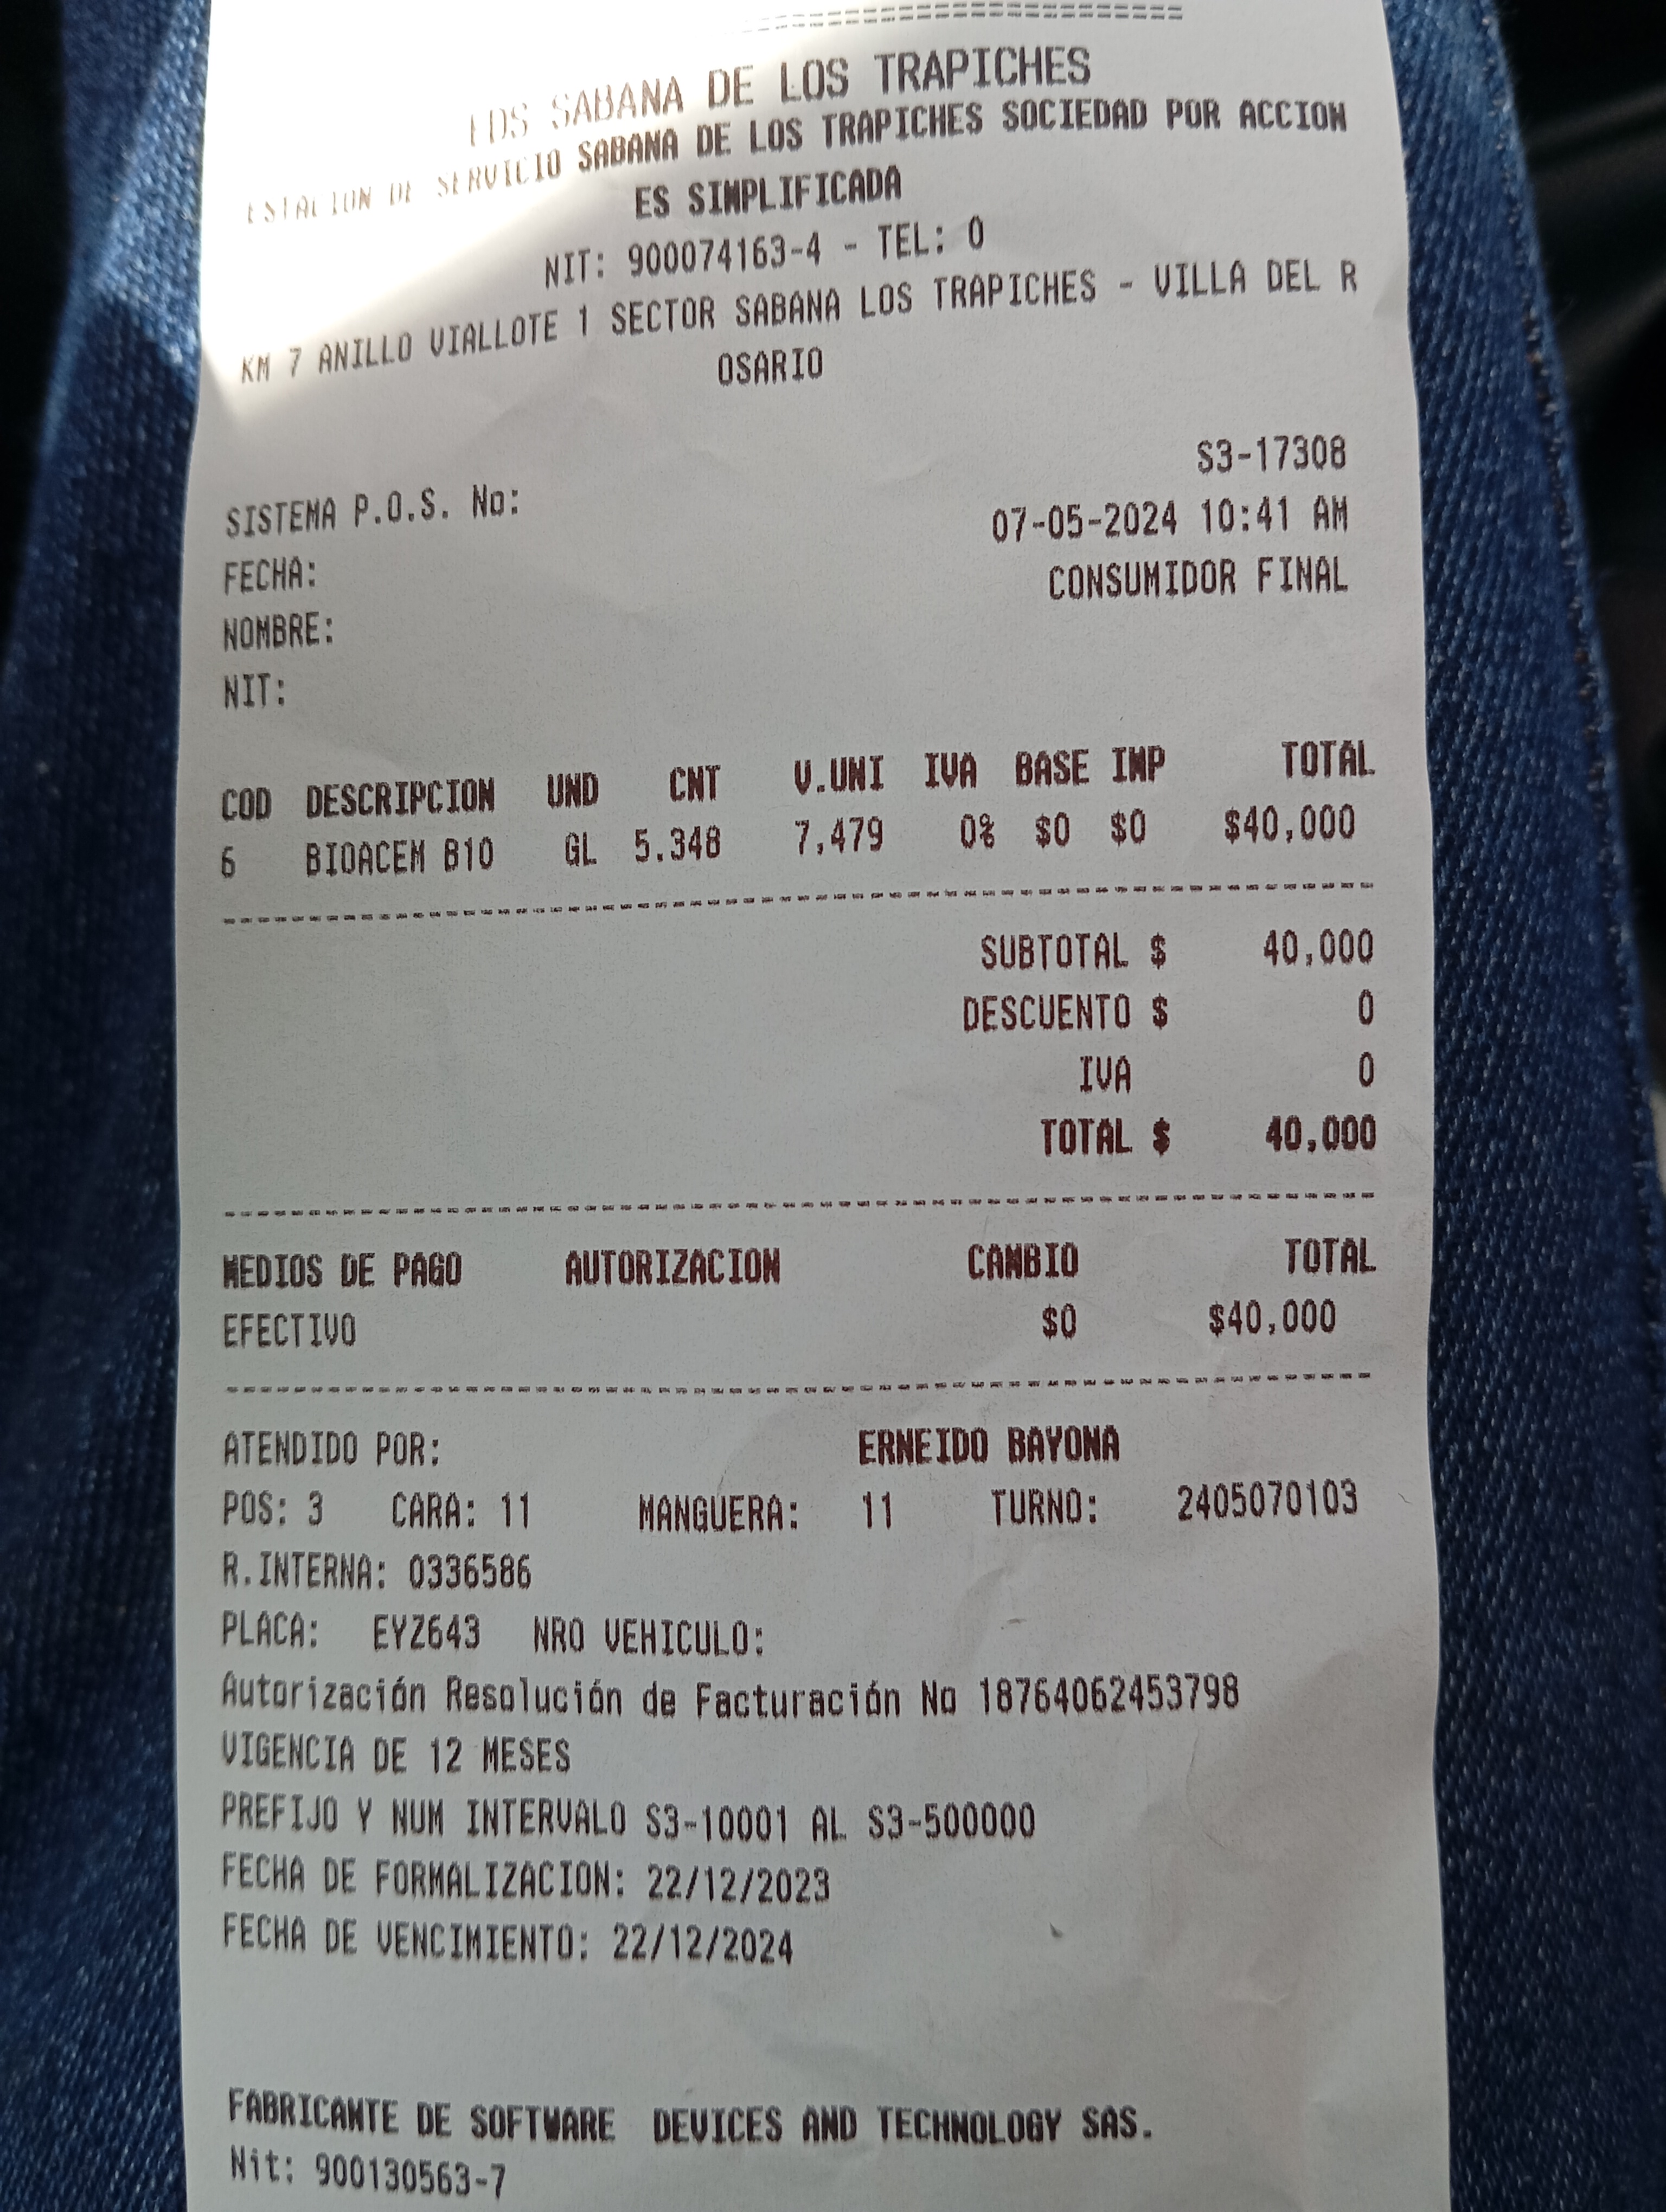 EDS SABANA DE LOS TRAPICHES
ESTACION DE SERVICIO SABANA DE LOS TRAPICHES SOCIEDAD POR ACCION
ES SIMPLIFICADA
NIT: 900074163-4 - TEL: 0
KM 7 ANILLO VIALLOTE 1 SECTOR SABANA LOS TRAPICHES - VILLA DEL R
OSARIO
SISTEMA P.O.S. No: S3-17308
FECHA: 07-05-2024 10:41 AM
NOMBRE: CONSUMIDOR FINAL
NIT:
COD DESCRIPCION UND CNT V.UNI IVA BASE IMP TOTAL
6 BIOACEM B10 GL 5.348 7,479 0% $0 $0 $40,000
SUBTOTAL $ 40,000
DESCUENTO $ 0
IVA 0
TOTAL $ 40,000
MEDIOS DE PAGO AUTORIZACION CAMBIO TOTAL
EFECTIVO $0 $40,000
ATENDIDO POR: ERNEIDO BAYONA
POS: 3 CARA: 11 MANGUERA: 11 TURNO: 2405070103
R.INTERNA: 0336586
PLACA: EYZ643 NRO VEHICULO:
Autorización Resolución de Facturación No 18764062453798
VIGENCIA DE 12 MESES
PREFIJO Y NUM INTERVALO S3-10001 AL S3-500000
FECHA DE FORMALIZACION: 22/12/2023
FECHA DE VENCIMIENTO: 22/12/2024
FABRICANTE DE SOFTWARE DEVICES AND TECHNOLOGY SAS.
Nit: 900130563-7